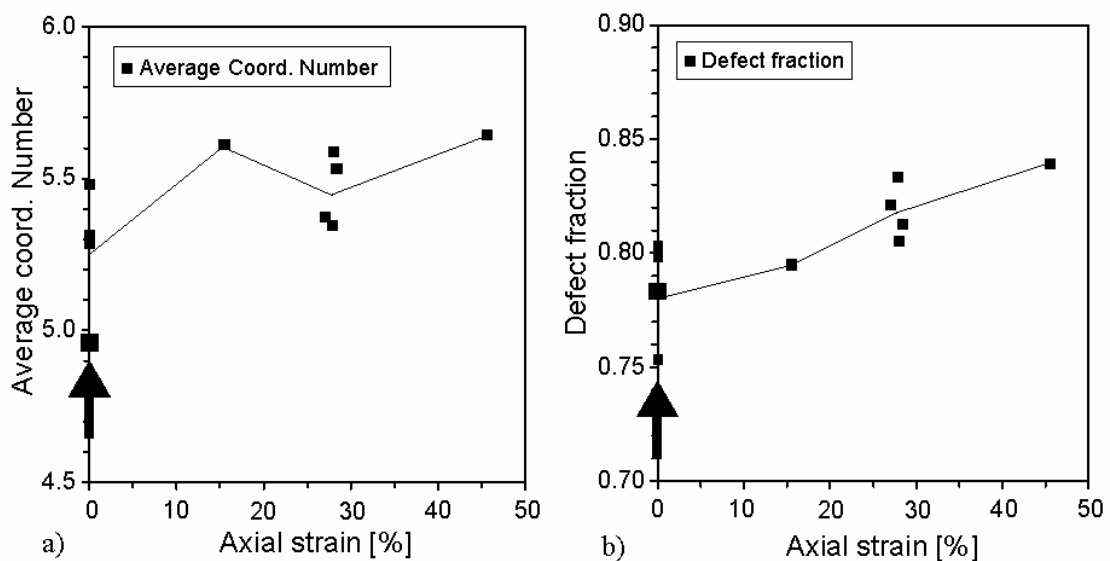 6.0
Average Coord. Number
5.5
5.0
4.5
Average coord. Number
0 10 20 30 40 50
Axial strain [%]
a)
0.90
Defect fraction
0.85
0.80
0.75
0.70
Defect fraction
0 10 20 30 40 50
Axial strain [%]
b)